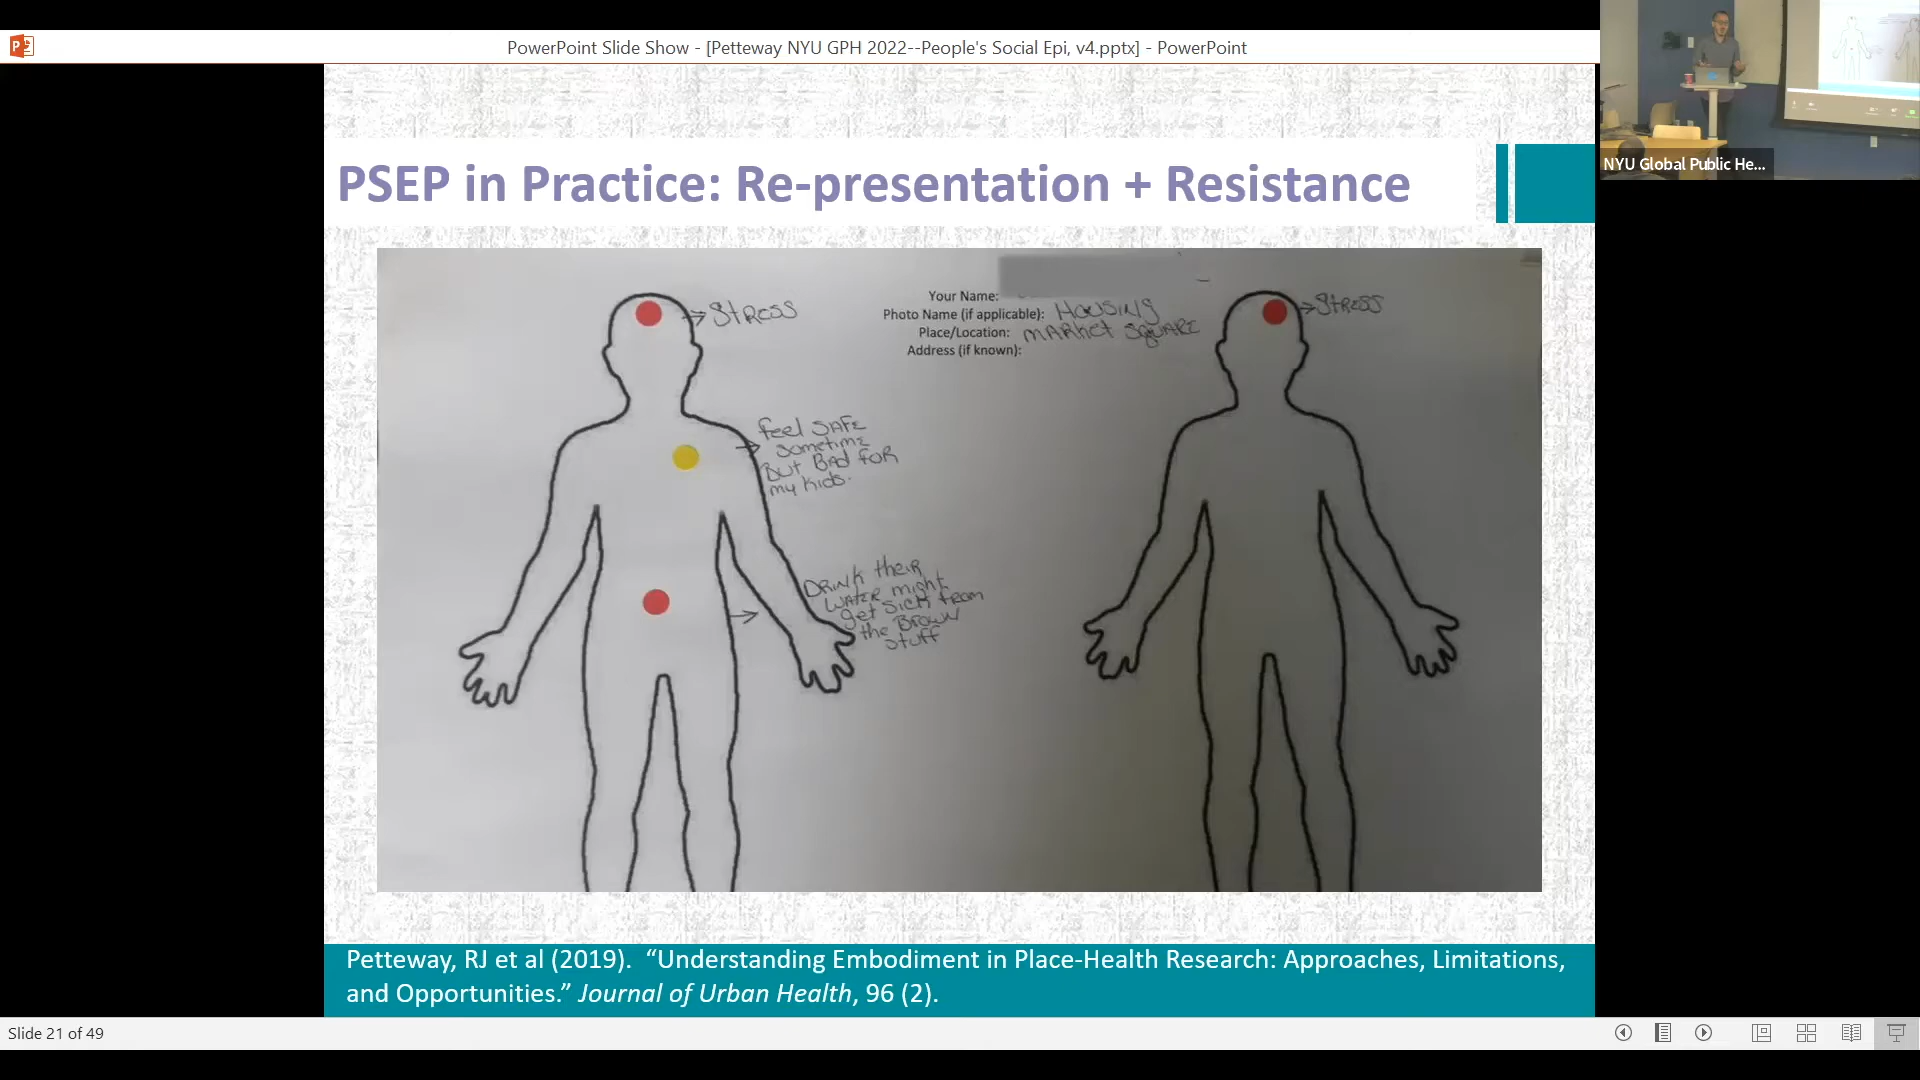 PowerPoint Slide Show - [Petteway NYU GPH 2022--People's Social Epi, v4.pptx] - PowerPoint
NYU Global Public He...
PSEP in Practice: Re-presentation + Resistance
Your Name:
Photo Name (if applicable): HOUSING
Place/Location: MARKET SQUARE
Address (if known):
STRESS
STRESS
feel SAFE
sometime
BUT BAD FOR
my kids.
DRINK their
WATER might
get SICK from
the BROWN
stuff
Petteway, RJ et al (2019). “Understanding Embodiment in Place-Health Research: Approaches, Limitations,
and Opportunities.” Journal of Urban Health, 96 (2).
Slide 21 of 49